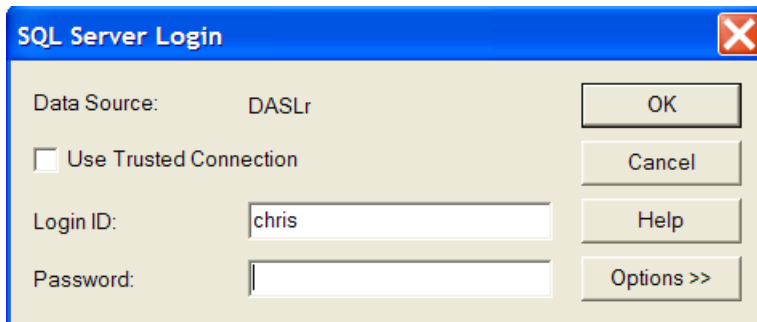 SQL Server Login
Data Source: DASLr OK
Use Trusted Connection Cancel
Login ID: chris Help
Password: Options >>